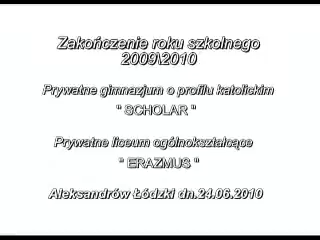 Zakończenie roku szkolnego
2009\2010
Prywatne gimnazjum o profilu katolickim
" SCHOLAR "
Prywatne liceum ogólnokształcące
" ERAZMUS "
Aleksandrów Łódzki dn.24.06.2010